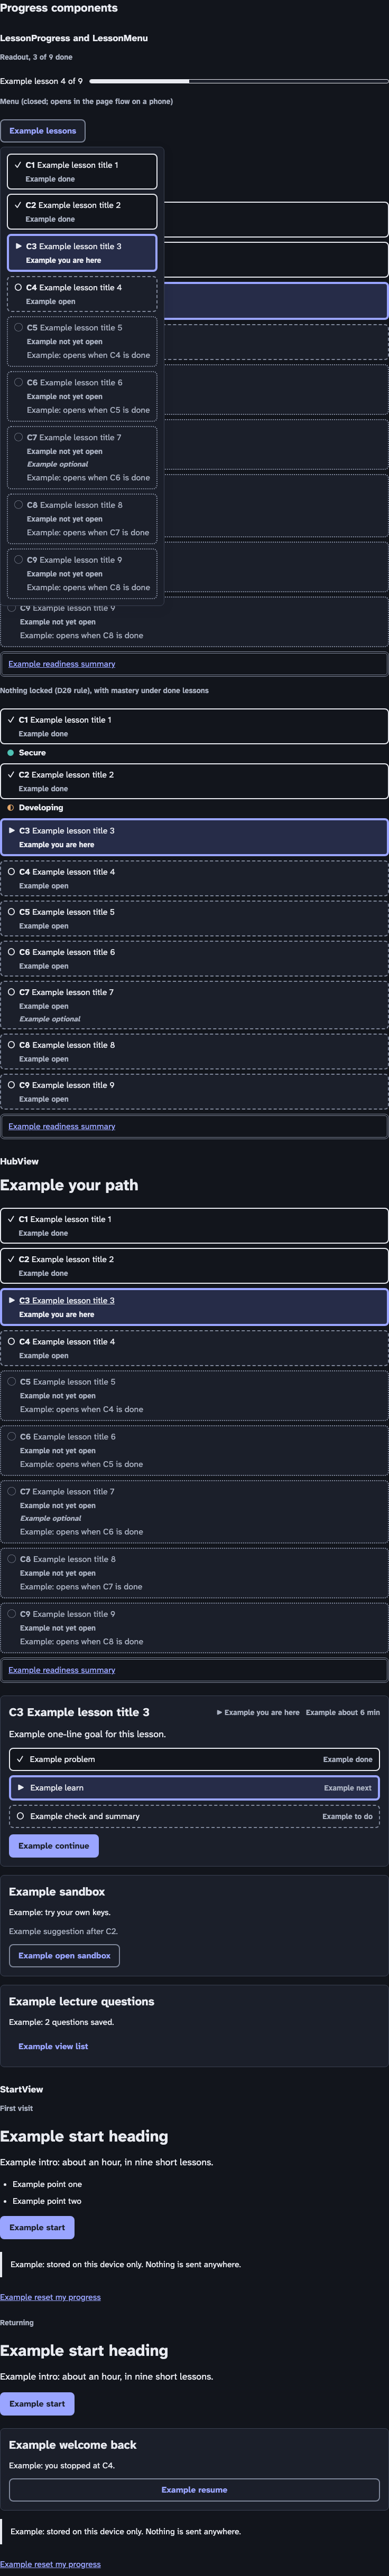 Progress components
LessonProgress and LessonMenu
Readout, 3 of 9 done
Example lesson 4 of 9
Menu (closed; opens in the page flow on a phone)
Example lessons
C1 Example lesson title 1
Example done
C2 Example lesson title 2
Example done
C3 Example lesson title 3
Example you are here
C4 Example lesson title 4
Example open
C5 Example lesson title 5
Example not yet open
Example: opens when C4 is done
C6 Example lesson title 6
Example not yet open
Example: opens when C5 is done
C7 Example lesson title 7
Example not yet open
Example optional
Example: opens when C6 is done
C8 Example lesson title 8
Example not yet open
Example: opens when C7 is done
C9 Example lesson title 9
Example not yet open
Example: opens when C8 is done
C9 Example lesson title 9
Example not yet open
Example: opens when C8 is done
Example readiness summary
Nothing locked (D20 rule), with mastery under done lessons
C1 Example lesson title 1
Example done
Secure
C2 Example lesson title 2
Example done
Developing
C3 Example lesson title 3
Example you are here
C4 Example lesson title 4
Example open
C5 Example lesson title 5
Example open
C6 Example lesson title 6
Example open
C7 Example lesson title 7
Example open
Example optional
C8 Example lesson title 8
Example open
C9 Example lesson title 9
Example open
Example readiness summary
HubView
Example your path
C1 Example lesson title 1
Example done
C2 Example lesson title 2
Example done
C3 Example lesson title 3
Example you are here
C4 Example lesson title 4
Example open
C5 Example lesson title 5
Example not yet open
Example: opens when C4 is done
C6 Example lesson title 6
Example not yet open
Example: opens when C5 is done
C7 Example lesson title 7
Example not yet open
Example optional
Example: opens when C6 is done
C8 Example lesson title 8
Example not yet open
Example: opens when C7 is done
C9 Example lesson title 9
Example not yet open
Example: opens when C8 is done
Example readiness summary
C3 Example lesson title 3 Example you are here Example about 6 min
Example one-line goal for this lesson.
Example problem Example done
Example learn Example next
Example check and summary Example to do
Example continue
Example sandbox
Example: try your own keys.
Example suggestion after C2.
Example open sandbox
Example lecture questions
Example: 2 questions saved.
Example view list
StartView
First visit
Example start heading
Example intro: about an hour, in nine short lessons.
Example point one
Example point two
Example start
Example: stored on this device only. Nothing is sent anywhere.
Example reset my progress
Returning
Example start heading
Example intro: about an hour, in nine short lessons.
Example start
Example welcome back
Example: you stopped at C4.
Example resume
Example: stored on this device only. Nothing is sent anywhere.
Example reset my progress